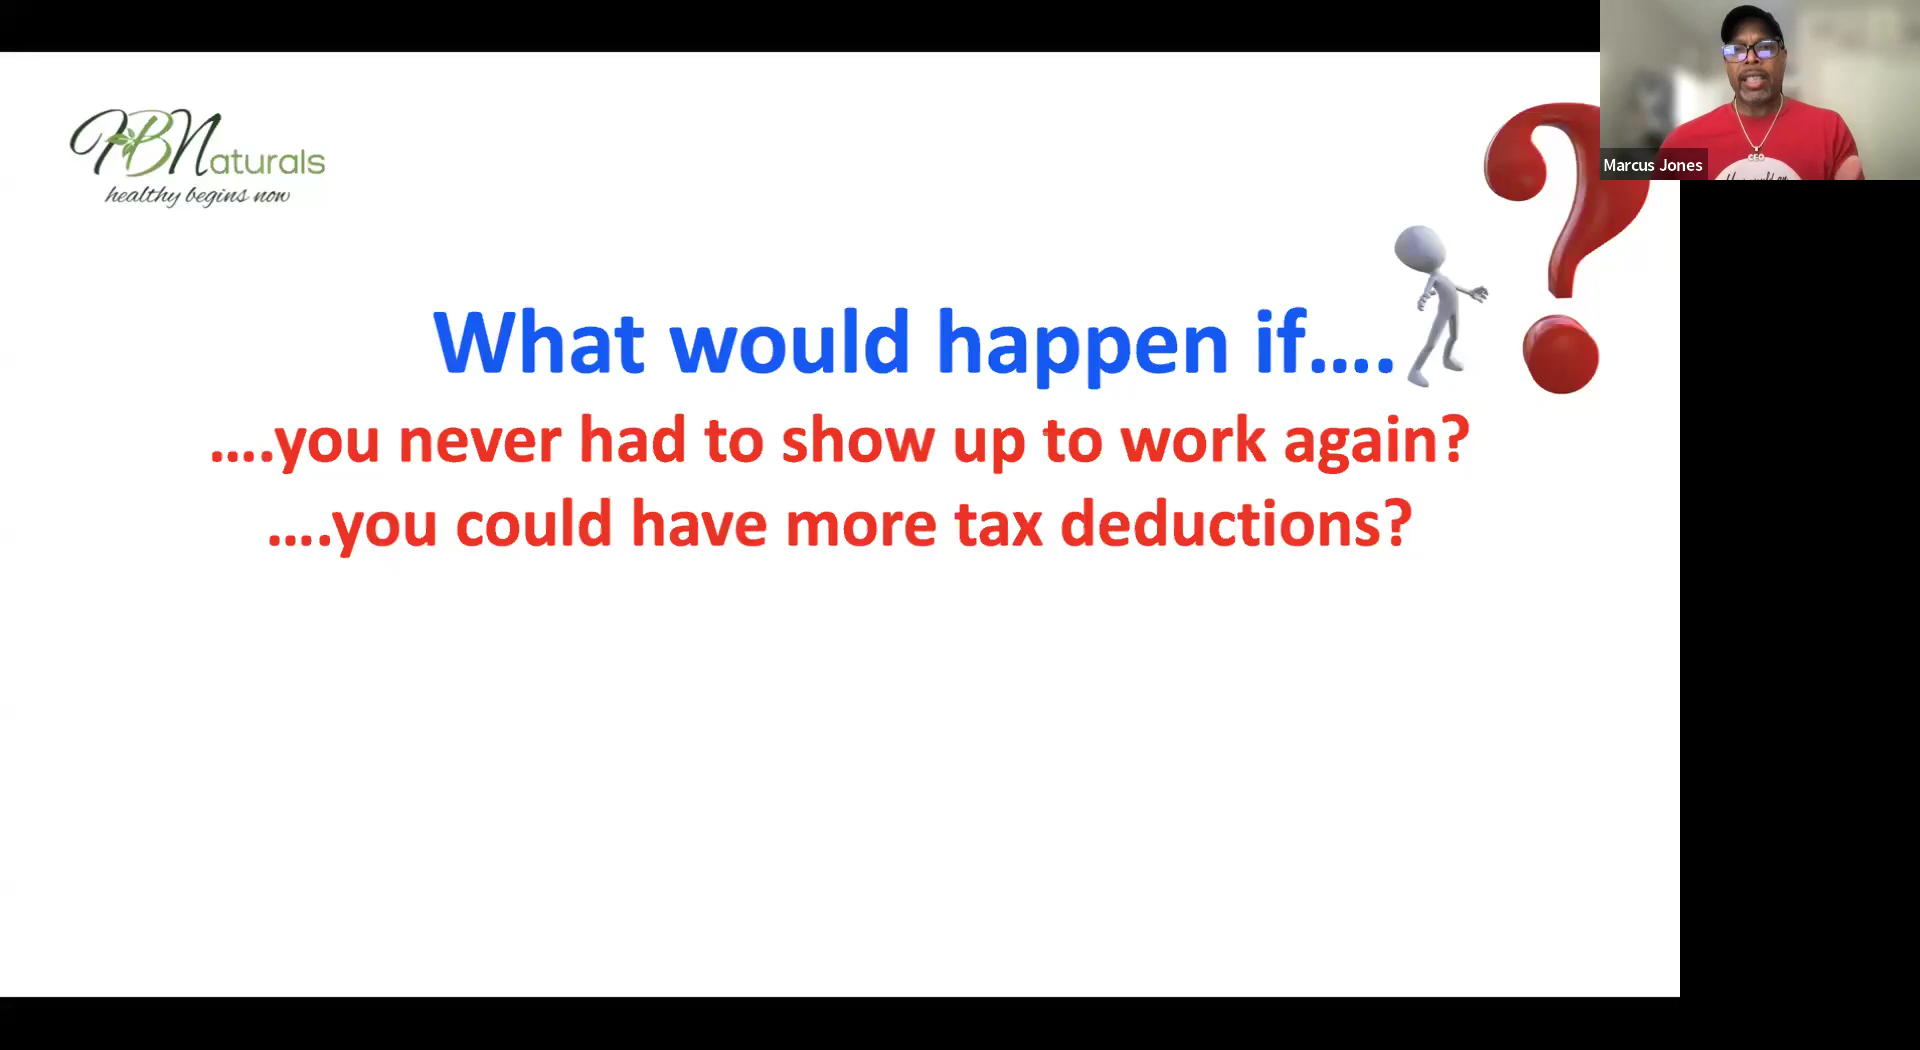 HBNaturals
healthy begins now
What would happen if....
....you never had to show up to work again?
....you could have more tax deductions?
Marcus Jones
CEO